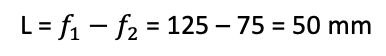 L = f₁ − f₂ = 125 – 75 = 50 mm